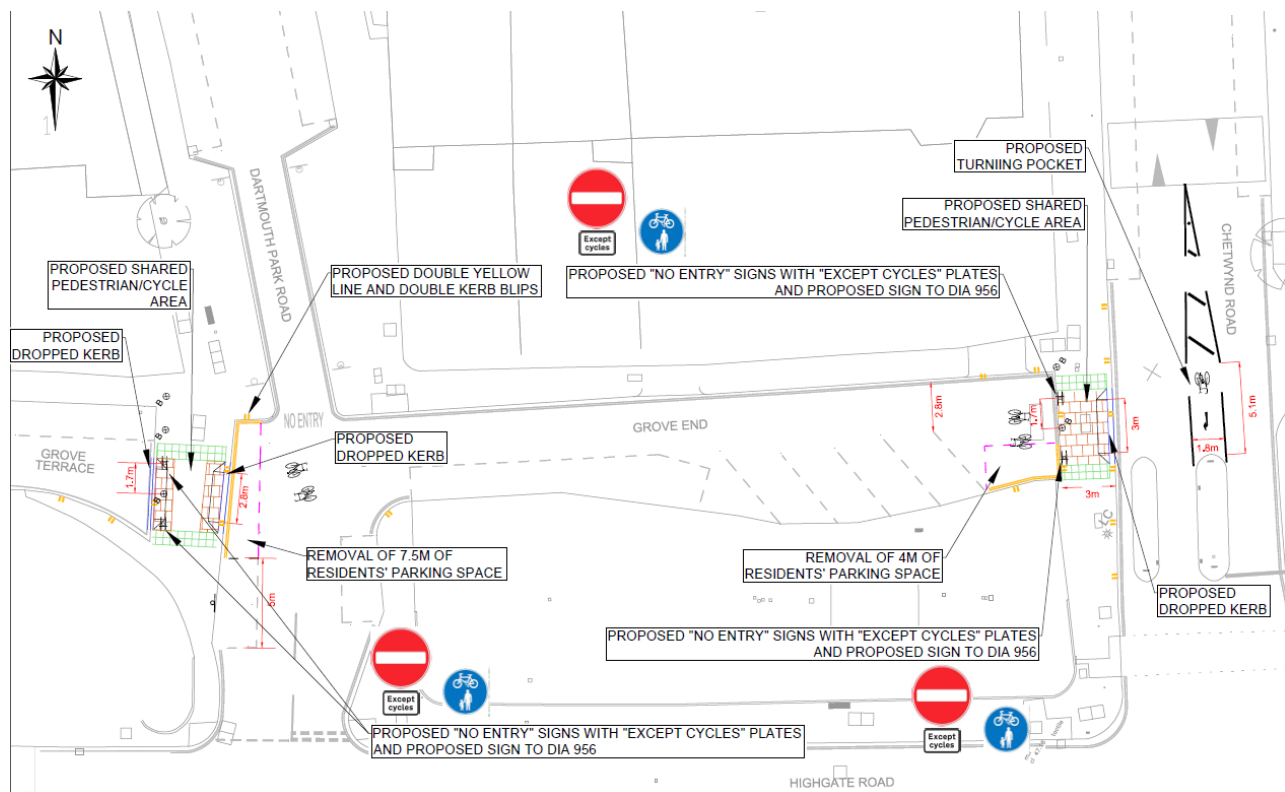 N
1
DARTMOUTH PARK ROAD
PROPOSED
TURNING POCKET
PROPOSED SHARED
PEDESTRIAN/CYCLE AREA
CHETWYND ROAD
Except
cycles
PROPOSED SHARED
PEDESTRIAN/CYCLE
AREA
PROPOSED DOUBLE YELLOW
LINE AND DOUBLE KERB BLIPS
PROPOSED "NO ENTRY" SIGNS WITH "EXCEPT CYCLES" PLATES
AND PROPOSED SIGN TO DIA 956
PROPOSED
DROPPED KERB
B
B
B
B
B
NO ENTRY
GROVE END
2.8m
1.7m
3m
5.1m
1.8m
3m
GROVE
TERRACE
PROPOSED
DROPPED KERB
1.7m
2.8m
LC
REMOVAL OF 7.5M OF
RESIDENTS' PARKING SPACE
REMOVAL OF 4M OF
RESIDENTS' PARKING SPACE
PROPOSED
DROPPED KERB
5m
PROPOSED "NO ENTRY" SIGNS WITH "EXCEPT CYCLES" PLATES
AND PROPOSED SIGN TO DIA 956
Except
cycles
Except
cycles
PROPOSED "NO ENTRY" SIGNS WITH "EXCEPT CYCLES" PLATES
AND PROPOSED SIGN TO DIA 956
HIGHGATE ROAD